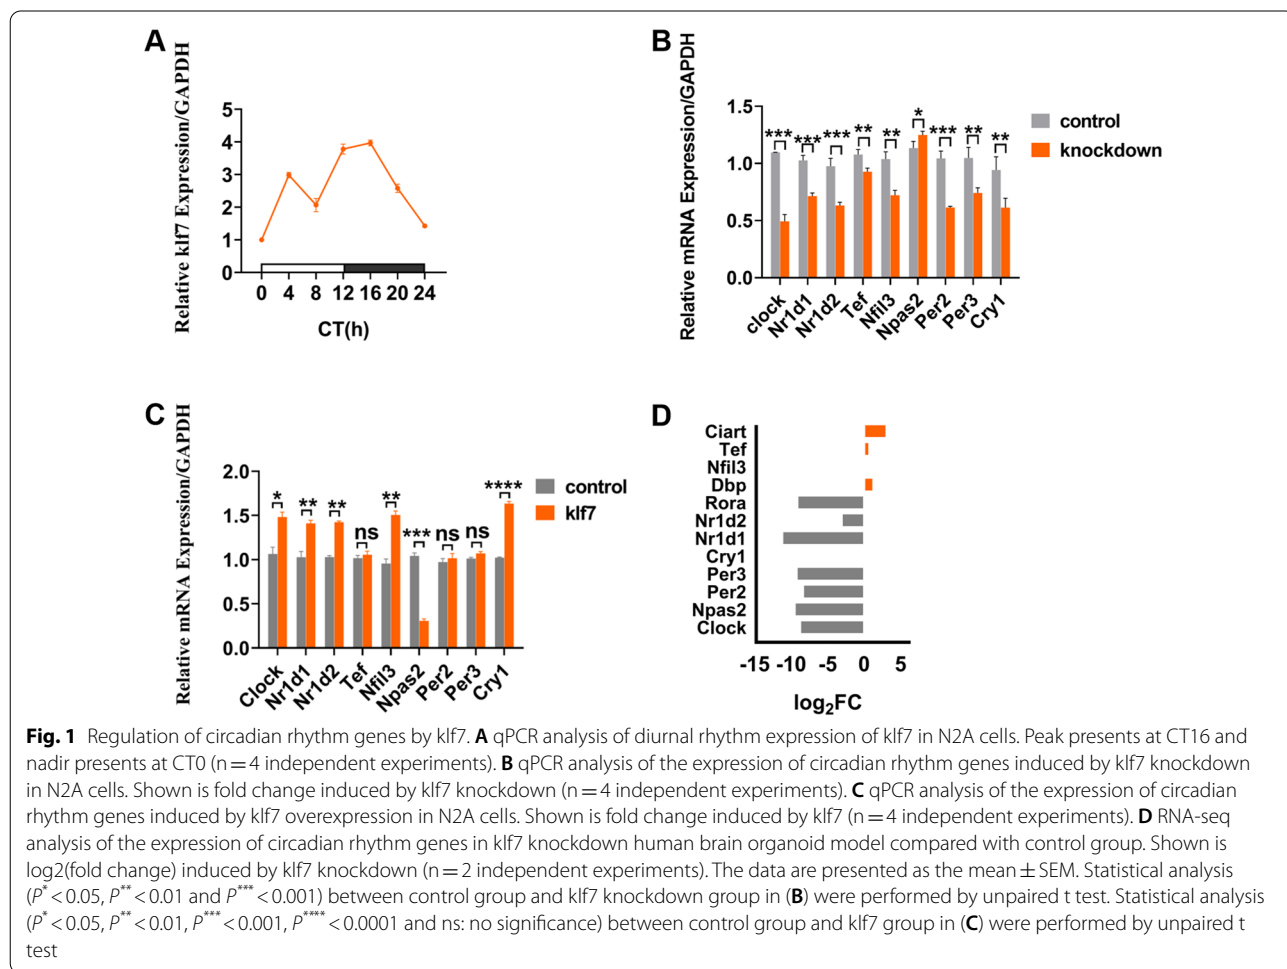 A
Relative klf7 Expression/GAPDH
5
4
3
2
1
0
0 4 8 12 16 20 24
CT(h)
B
Relative mRNA Expression/GAPDH
1.5
1.0
0.5
0.0
*** *** *** ** ** * *** ** **
control
knockdown
clock Nr1d1 Nr1d2 Tef Nfil3 Npas2 Per2 Per3 Cry1
C
Relative mRNA Expression/GAPDH
2.0
1.5
1.0
0.5
0.0
* ** ** ns ** *** ns ns ****
control
klf7
Clock Nr1d1 Nr1d2 Tef Nfil3 Npas2 Per2 Per3 Cry1
D
Ciart
Tef
Nfil3
Dbp
Rora
Nr1d2
Nr1d1
Cry1
Per3
Per2
Npas2
Clock
-15 -10 -5 0 5
log2FC
Fig. 1 Regulation of circadian rhythm genes by klf7. A qPCR analysis of diurnal rhythm expression of klf7 in N2A cells. Peak presents at CT16 and
nadir presents at CT0 (n = 4 independent experiments). B qPCR analysis of the expression of circadian rhythm genes induced by klf7 knockdown
in N2A cells. Shown is fold change induced by klf7 knockdown (n = 4 independent experiments). C qPCR analysis of the expression of circadian
rhythm genes induced by klf7 overexpression in N2A cells. Shown is fold change induced by klf7 (n = 4 independent experiments). D RNA-seq
analysis of the expression of circadian rhythm genes in klf7 knockdown human brain organoid model compared with control group. Shown is
log2(fold change) induced by klf7 knockdown (n = 2 independent experiments). The data are presented as the mean ± SEM. Statistical analysis
(P* < 0.05, P** < 0.01 and P*** < 0.001) between control group and klf7 knockdown group in (B) were performed by unpaired t test. Statistical analysis
(P* < 0.05, P** < 0.01, P*** < 0.001, P**** < 0.0001 and ns: no significance) between control group and klf7 group in (C) were performed by unpaired t
test